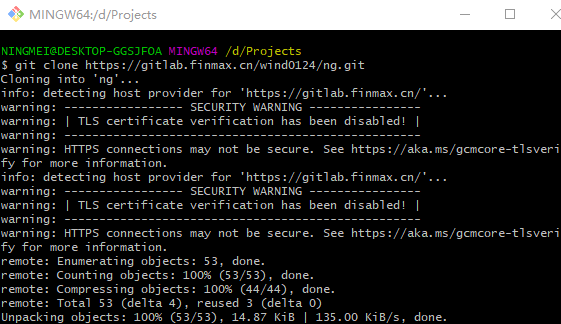 MINGW64:/d/Projects
NINGMEI@DESKTOP-GGSJFOA MINGW64 /d/Projects
$ git clone https://gitlab.finmax.cn/wind0124/ng.git
Cloning into 'ng'...
info: detecting host provider for 'https://gitlab.finmax.cn/'...
warning: ----------------- SECURITY WARNING ----------------
warning: | TLS certificate verification has been disabled! |
warning: ---------------------------------------------------
warning: HTTPS connections may not be secure. See https://aka.ms/gcmcore-tlsveri
fy for more information.
info: detecting host provider for 'https://gitlab.finmax.cn/'...
warning: ----------------- SECURITY WARNING ----------------
warning: | TLS certificate verification has been disabled! |
warning: ---------------------------------------------------
warning: HTTPS connections may not be secure. See https://aka.ms/gcmcore-tlsveri
fy for more information.
remote: Enumerating objects: 53, done.
remote: Counting objects: 100% (53/53), done.
remote: Compressing objects: 100% (44/44), done.
remote: Total 53 (delta 4), reused 3 (delta 0)
Unpacking objects: 100% (53/53), 14.87 KiB | 135.00 KiB/s, done.